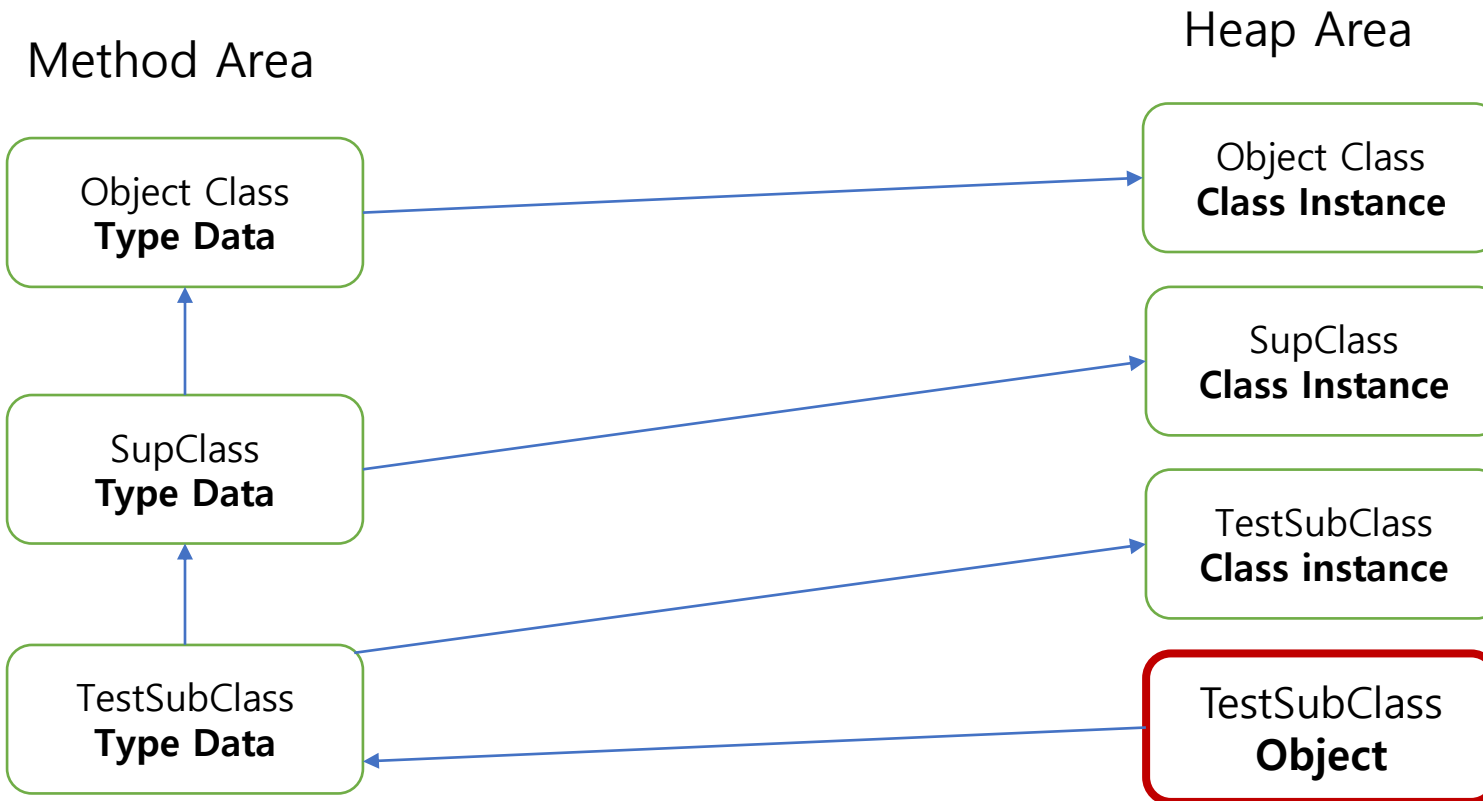 Method Area
Object Class
Type Data
SupClass
Type Data
TestSubClass
Type Data
Heap Area
Object Class
Class Instance
SupClass
Class Instance
TestSubClass
Class instance
TestSubClass
Object